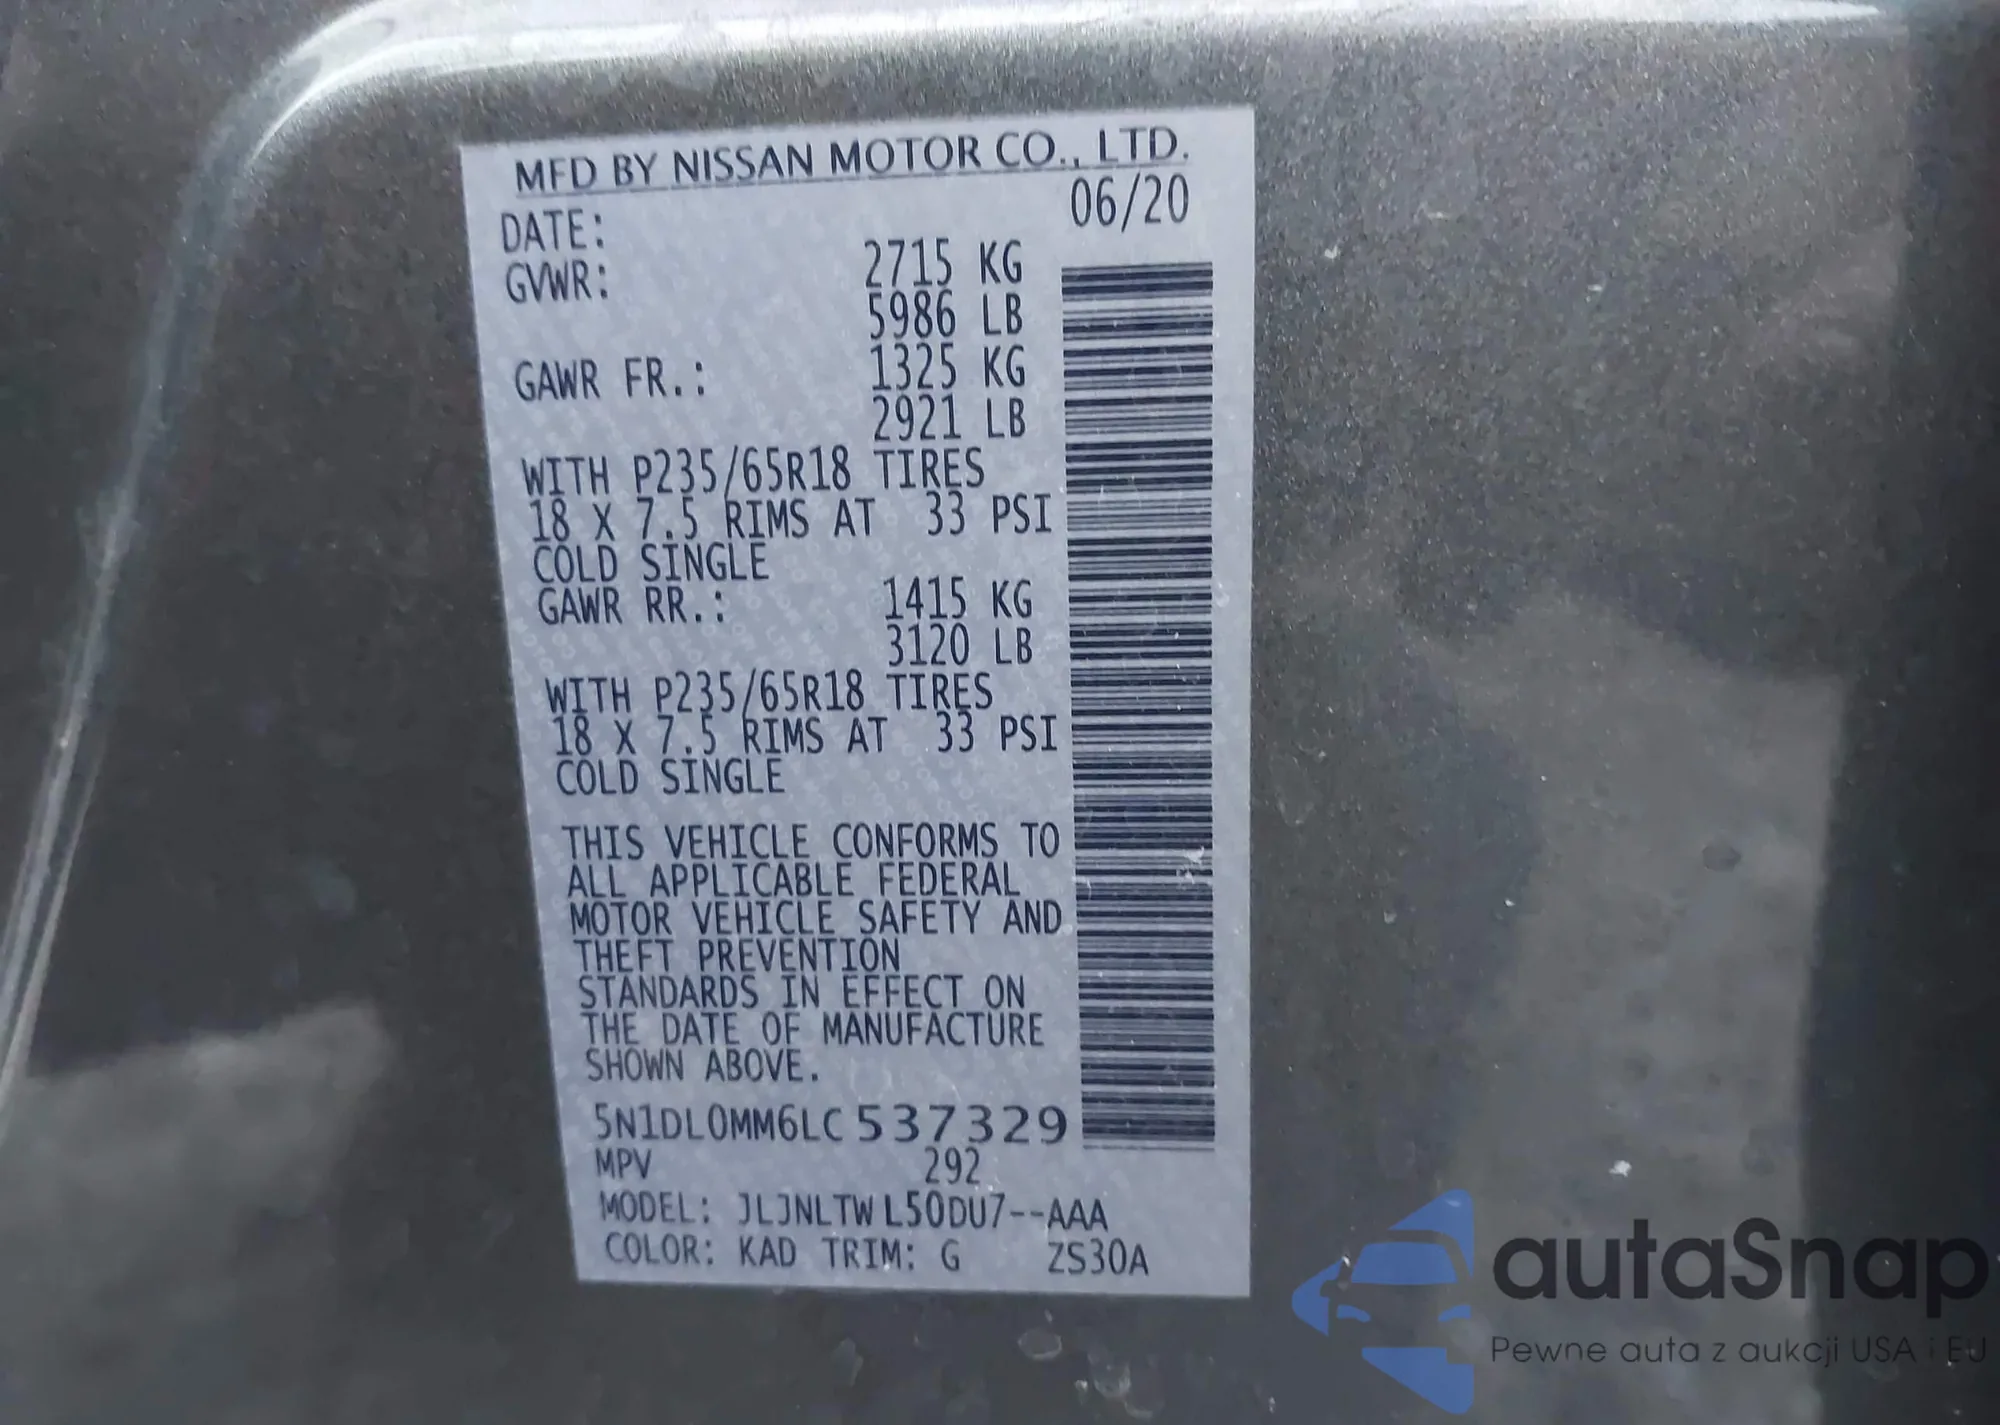 MFD BY NISSAN MOTOR CO., LTD.
DATE: 06/20
GVWR: 2715 KG
5986 LB
GAWR FR.: 1325 KG
2921 LB
WITH P235/65R18 TIRES
18 X 7.5 RIMS AT 33 PSI
COLD SINGLE
GAWR RR.: 1415 KG
3120 LB
WITH P235/65R18 TIRES
18 X 7.5 RIMS AT 33 PSI
COLD SINGLE
THIS VEHICLE CONFORMS TO
ALL APPLICABLE FEDERAL
MOTOR VEHICLE SAFETY AND
THEFT PREVENTION
STANDARDS IN EFFECT ON
THE DATE OF MANUFACTURE
SHOWN ABOVE.
5N1DL0MM6LC537329
MPV 292
MODEL: JLJNLTWL50DU7--AAA
COLOR: KAD TRIM: G ZS30A
autaSnap
Pewne auta z aukcji USA i EU